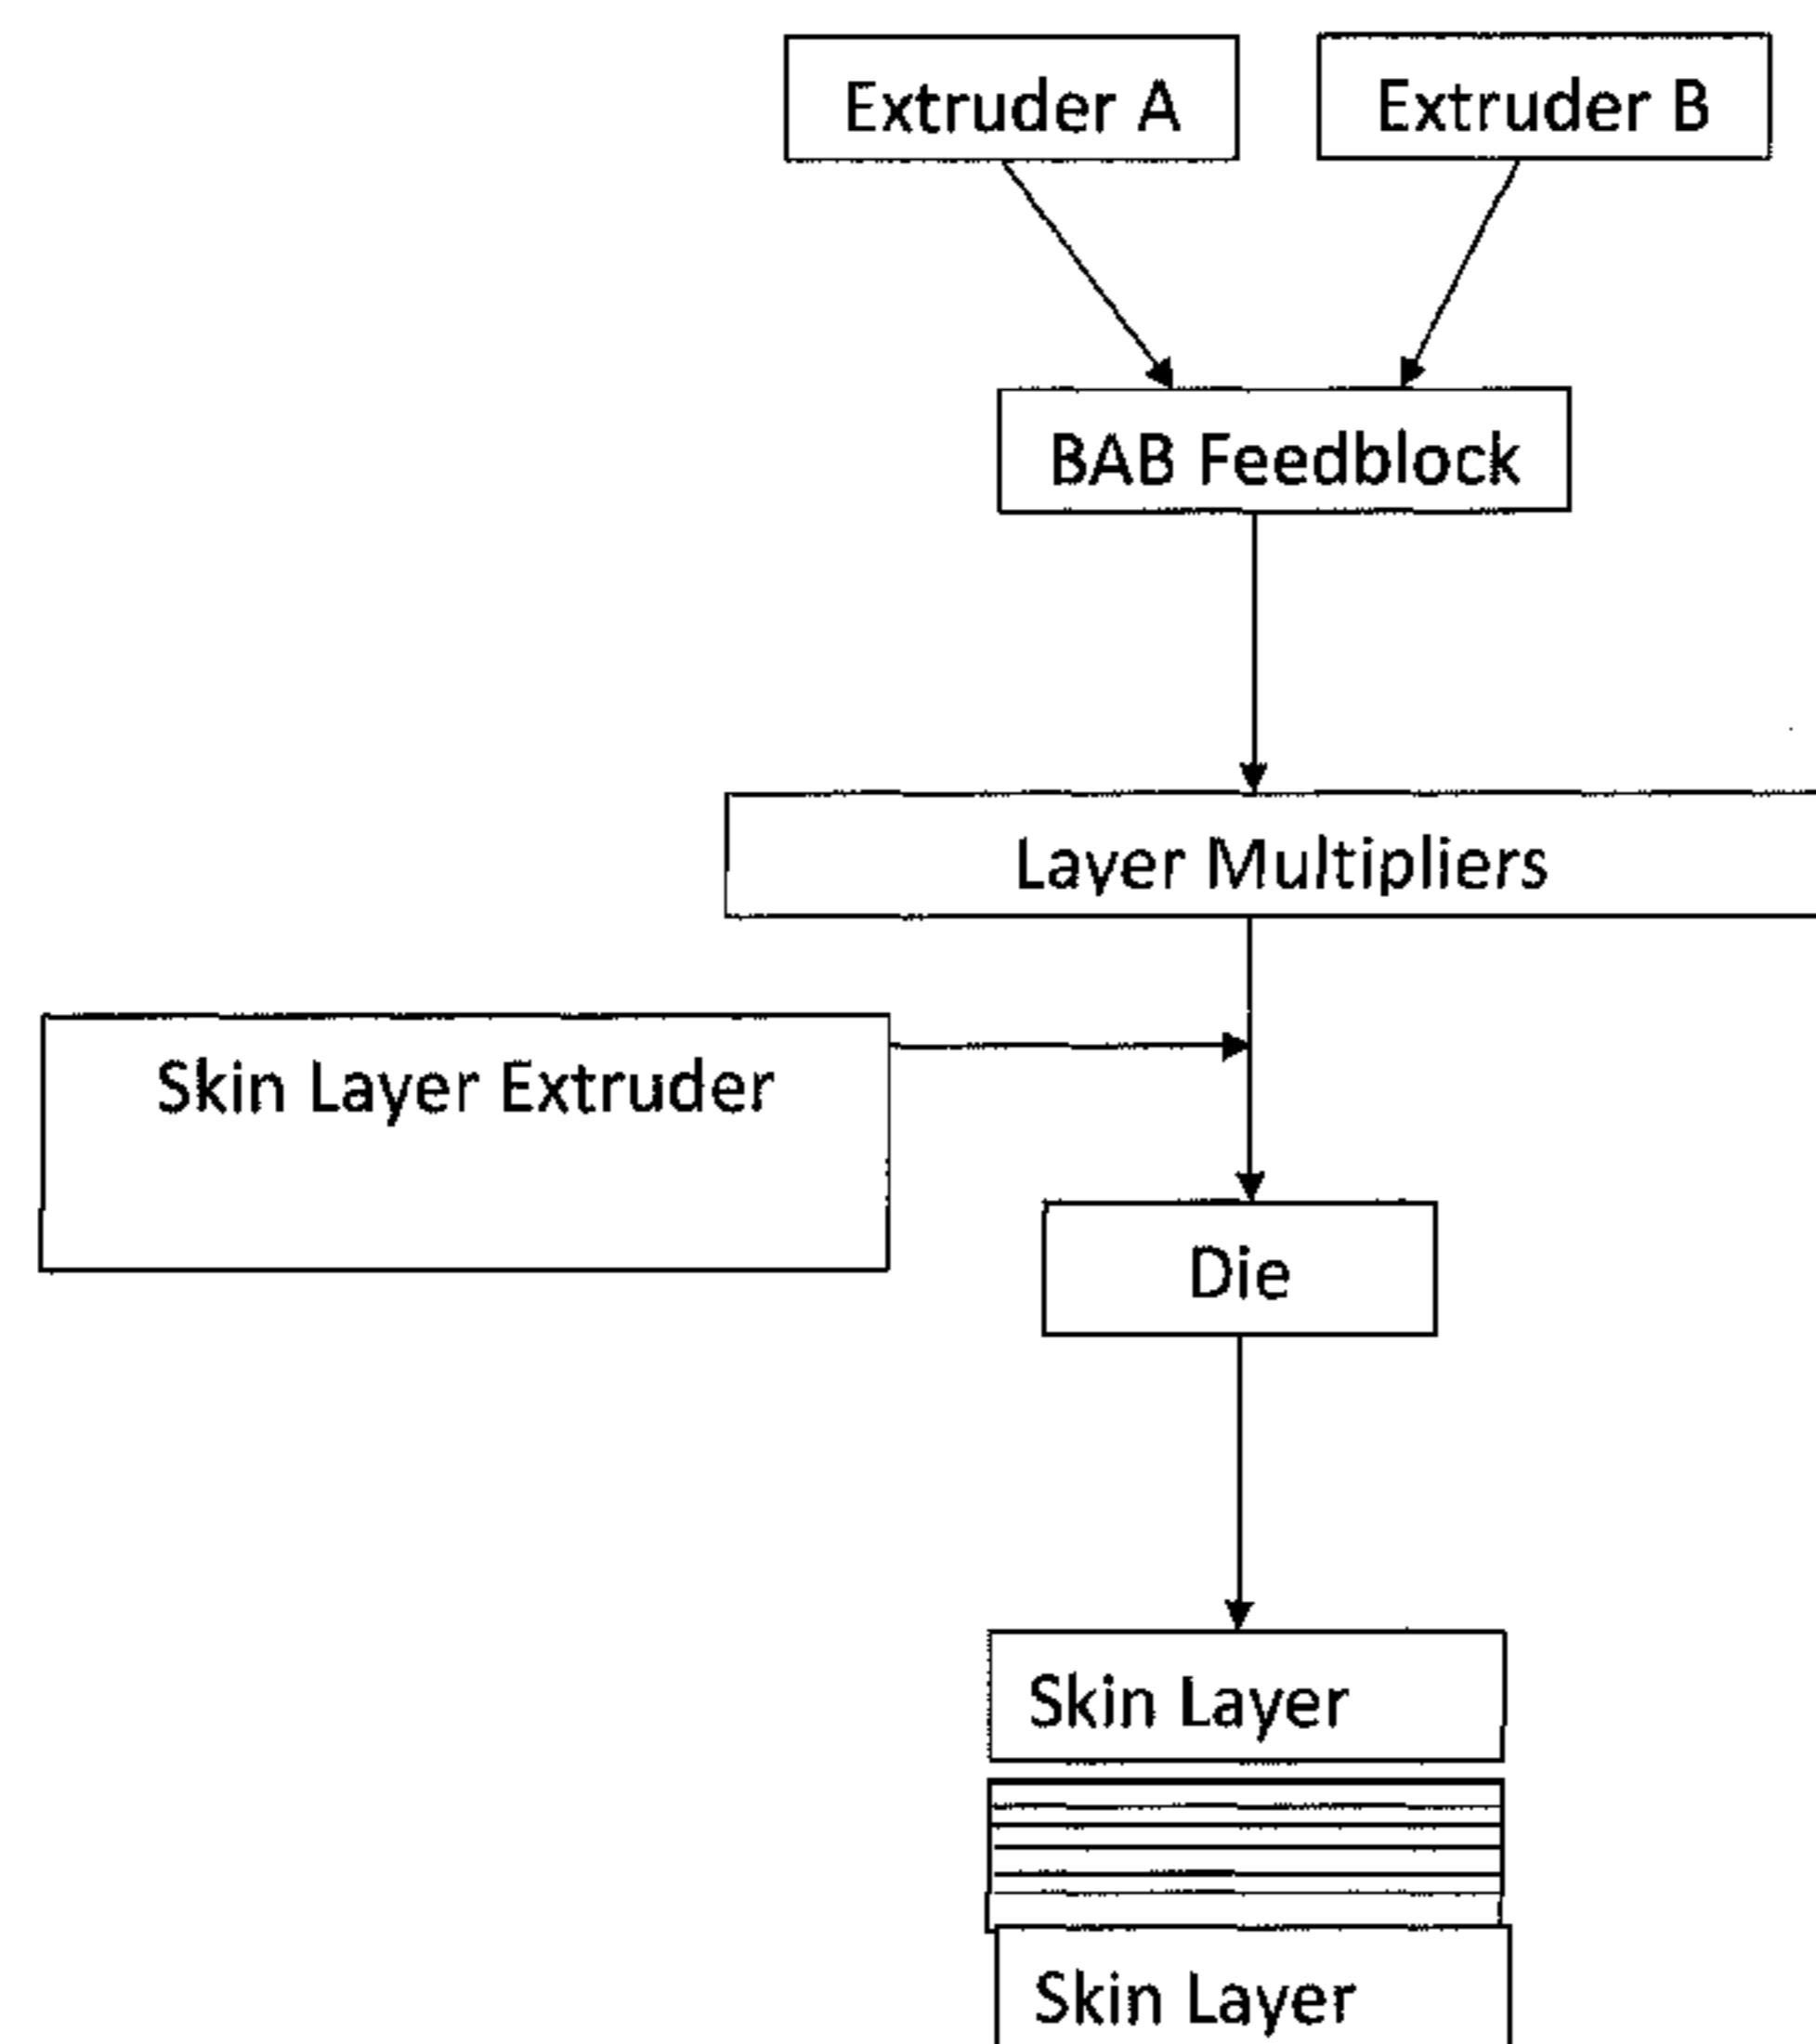 Extruder A
Extruder B
BAB Feedblock
Layer Multipliers
Skin Layer Extruder
Die
Skin Layer
Skin Layer